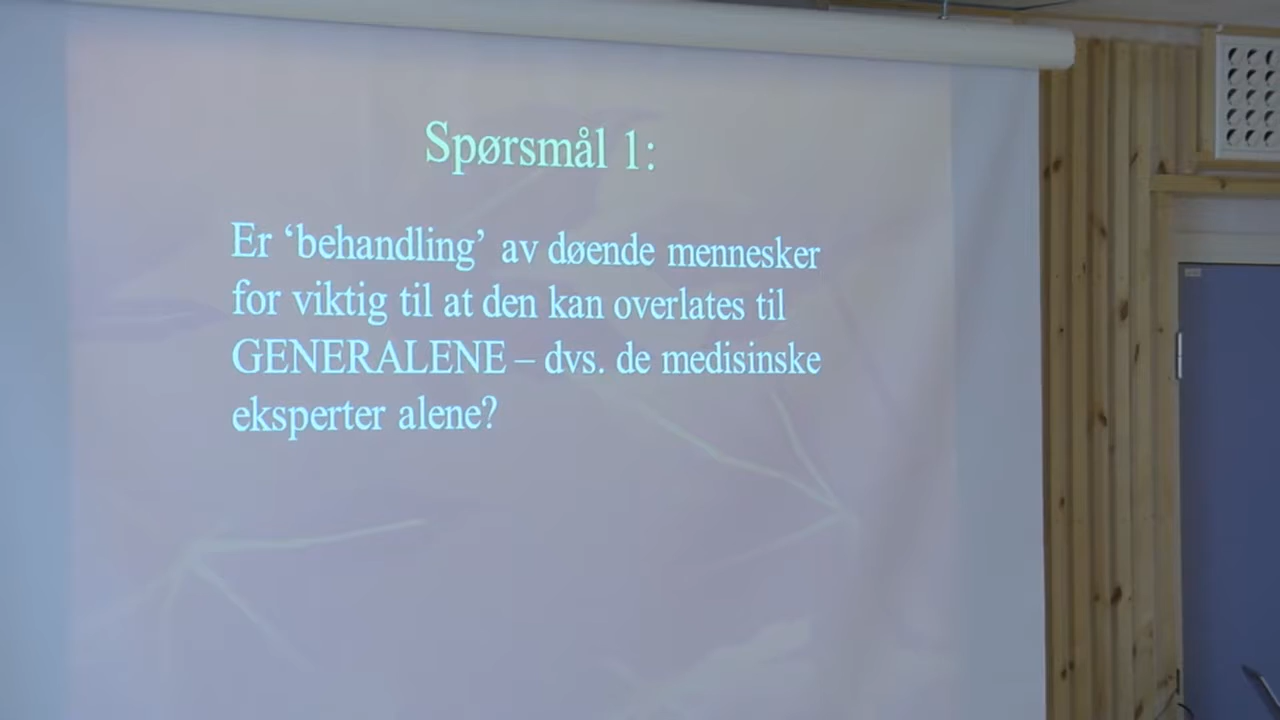 Spørsmål 1:
Er ‘behandling’ av døende mennesker
for viktig til at den kan overlates til
GENERALENE – dvs. de medisinske
eksperter alene?